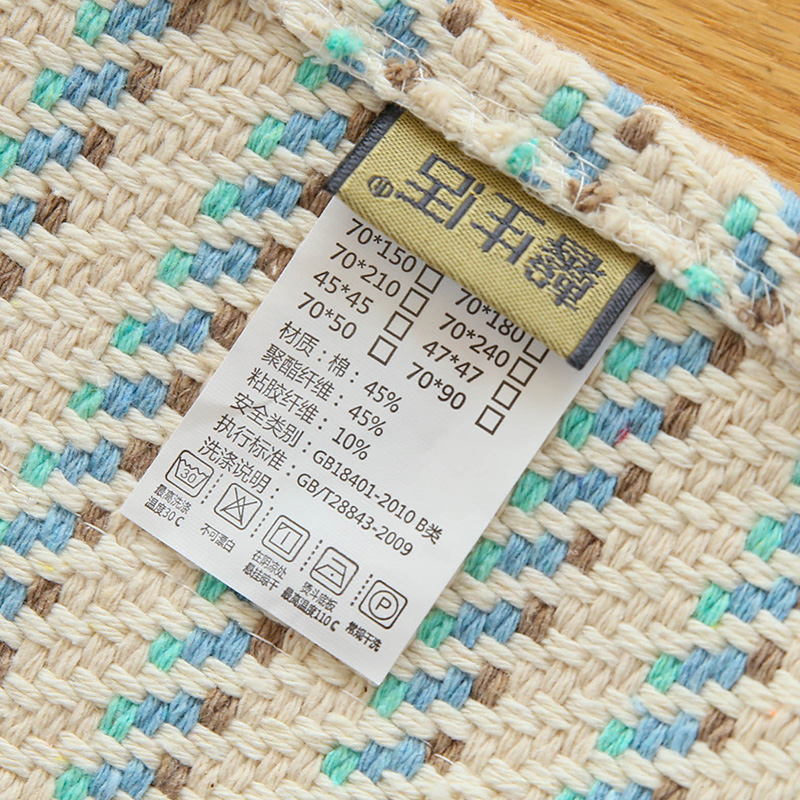 70*150 □ 70*180 □
70*210 □ 70*240 □
45*45 □ 47*47 □
70*50 □ 70*90 □
材质：棉：45%
聚酯纤维：45%
粘胶纤维：10%
安全类别：GB18401-2010 B类
执行标准：GB/T28843-2009
洗涤说明：
30
最高洗涤
温度30 C
不可漂白
在阴凉处
悬挂晾干
熨斗底板
最高温度110 C
P
常规干洗